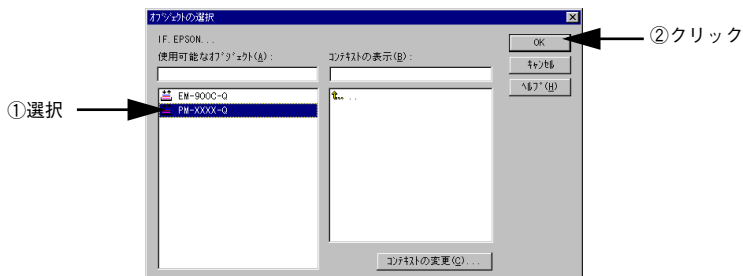 オブジェクトの選択
IF.EPSON...
使用可能なオブジェクト(A):
コンテキストの表示(B):
OK
②クリック
キャンセル
ヘルプ(H)
EM-900C-Q
①選択
PM-XXXX-Q
..
コンテキストの変更(C)...